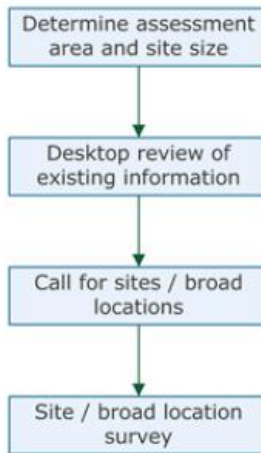 Determine assessment
area and site size
Desktop review of
existing information
Call for sites / broad
locations
Site / broad location
survey